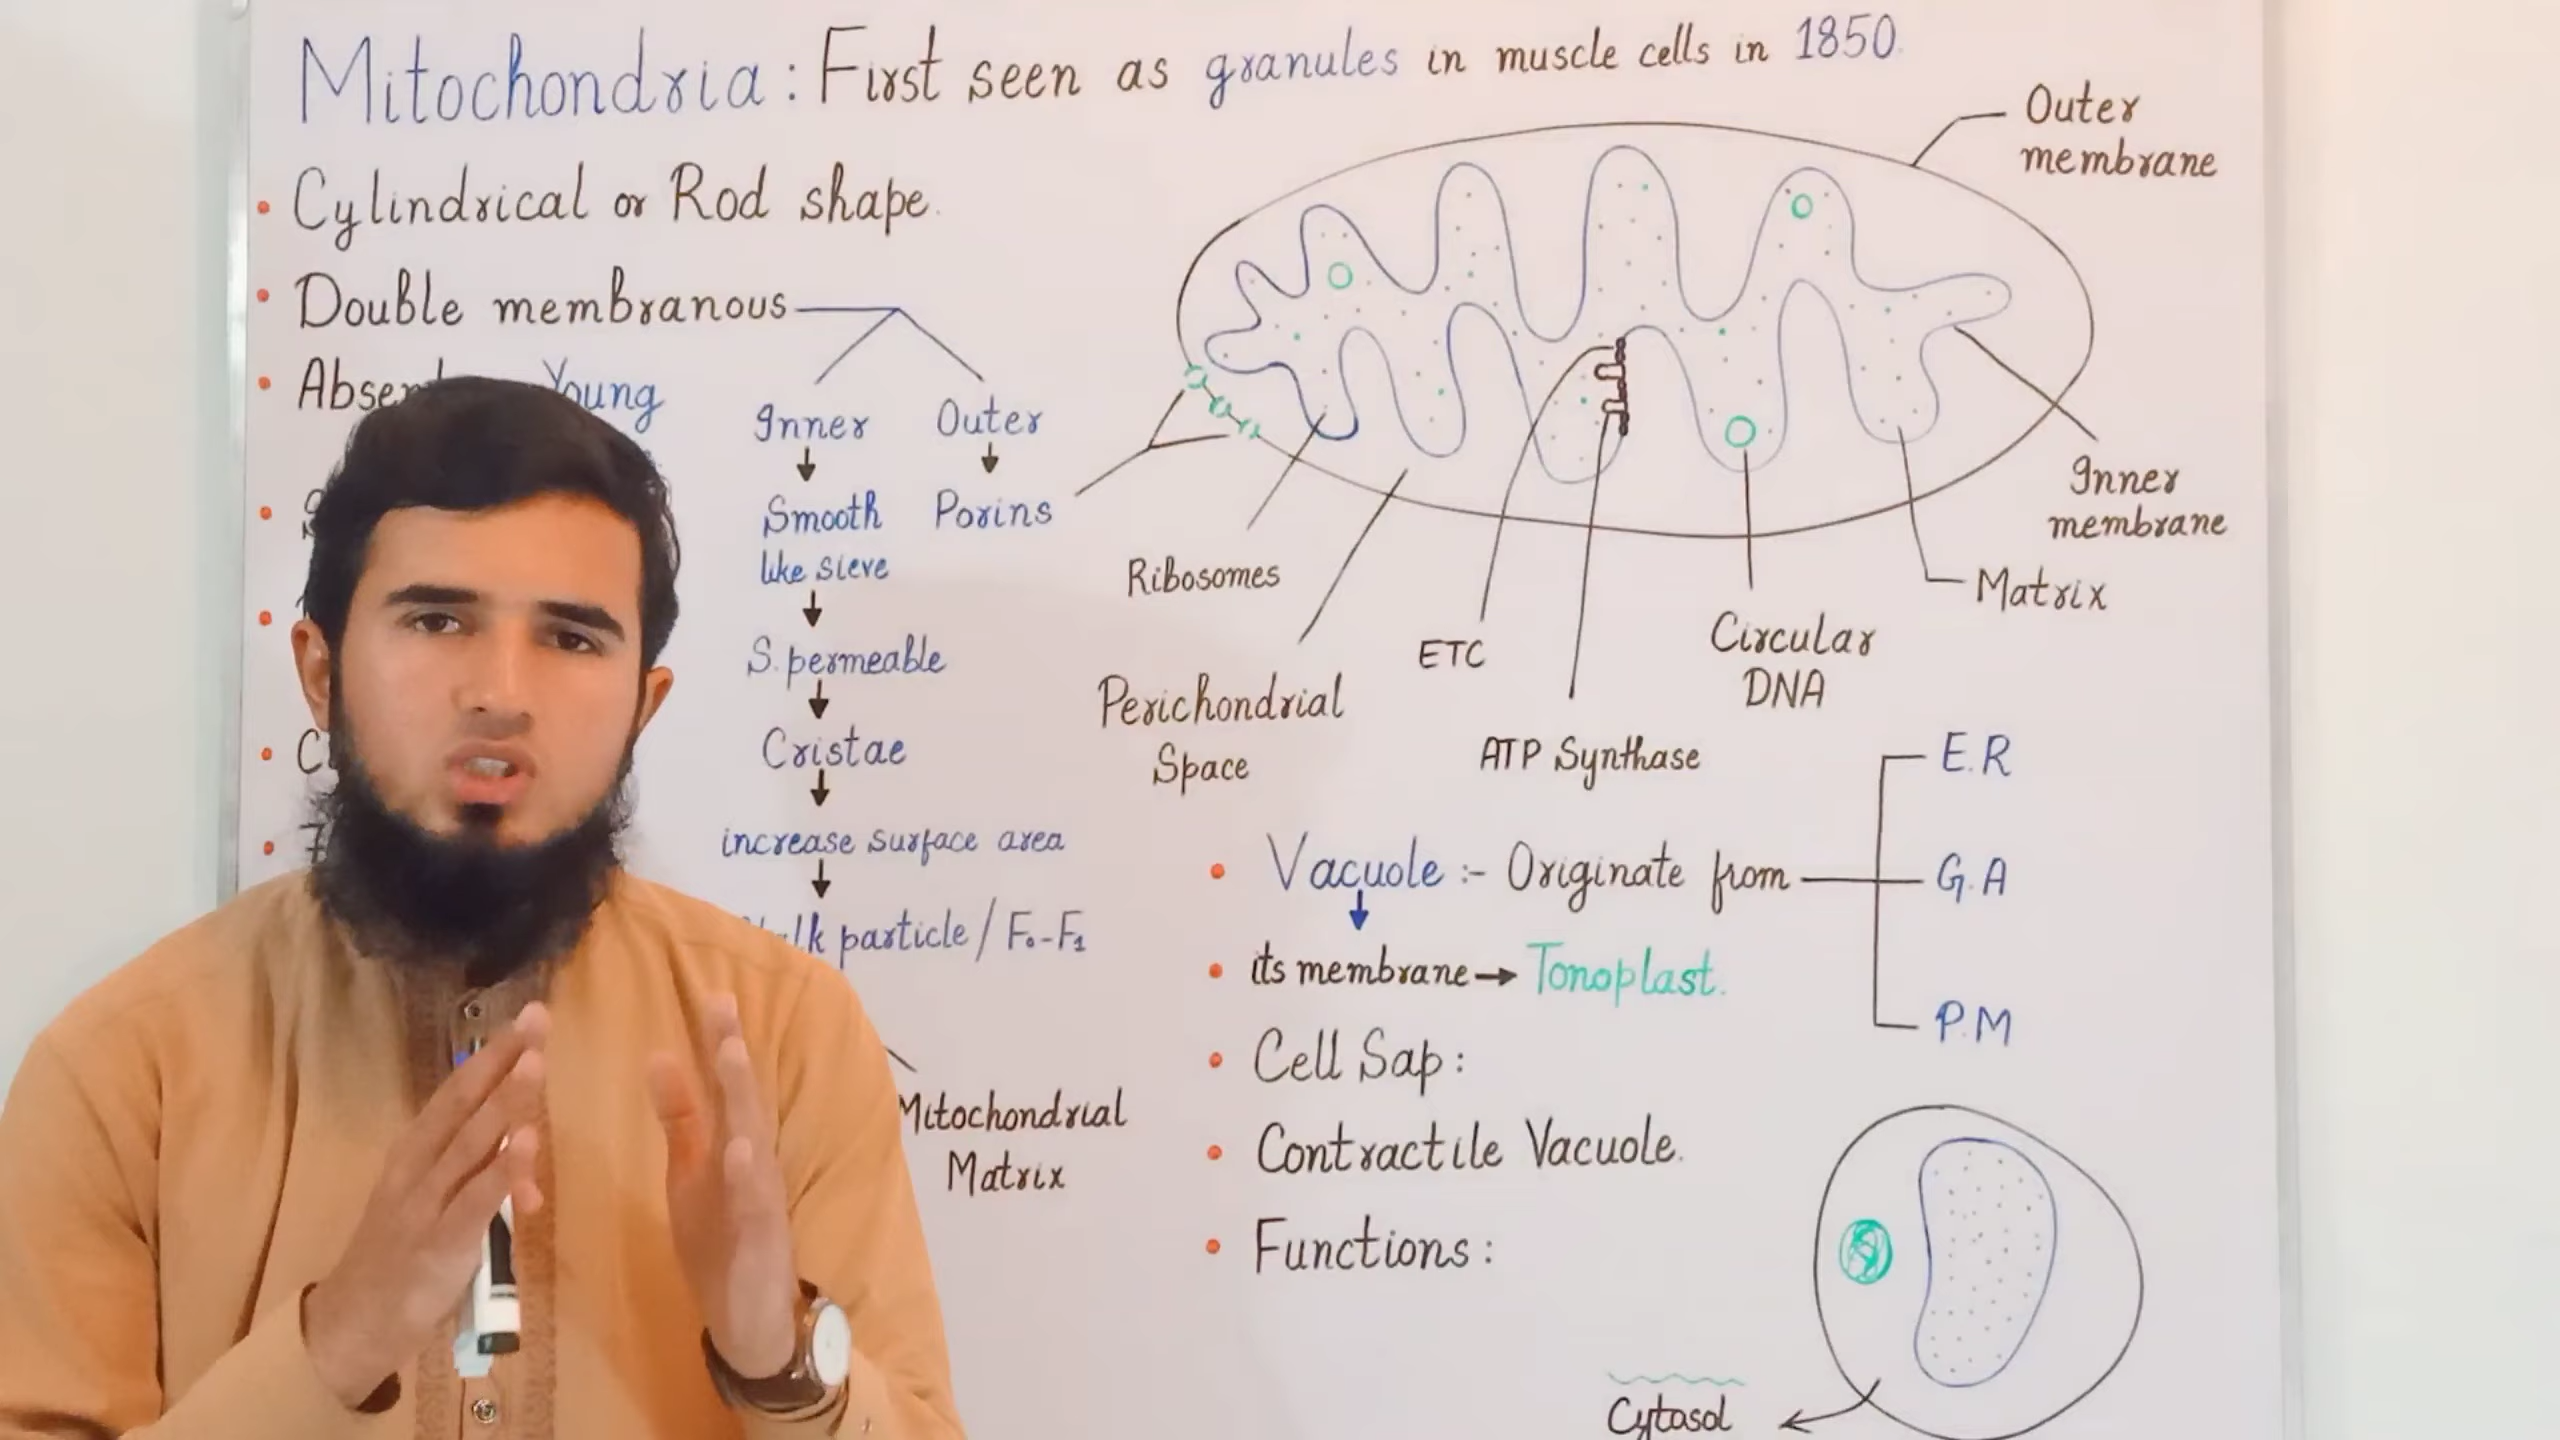 Mitochondria : First seen as granules in muscle cells in 1850.
• Cylindrical or Rod shape.
• Double membranous
• Young
Inner
Smooth
like sieve
S. permeable
Cristae
increase surface area
particle / F₀-F₁
Mitochondrial
Matrix
Outer
Porins
Outer
membrane
Inner
membrane
Matrix
Circular
DNA
ATP Synthase
ETC
Perichondrial
Space
Ribosomes
• Vacuole :- Originate from
E.R
G.A
P.M
• its membrane → Tonoplast.
• Cell Sap :
• Contractile Vacuole.
• Functions :
Cytosol